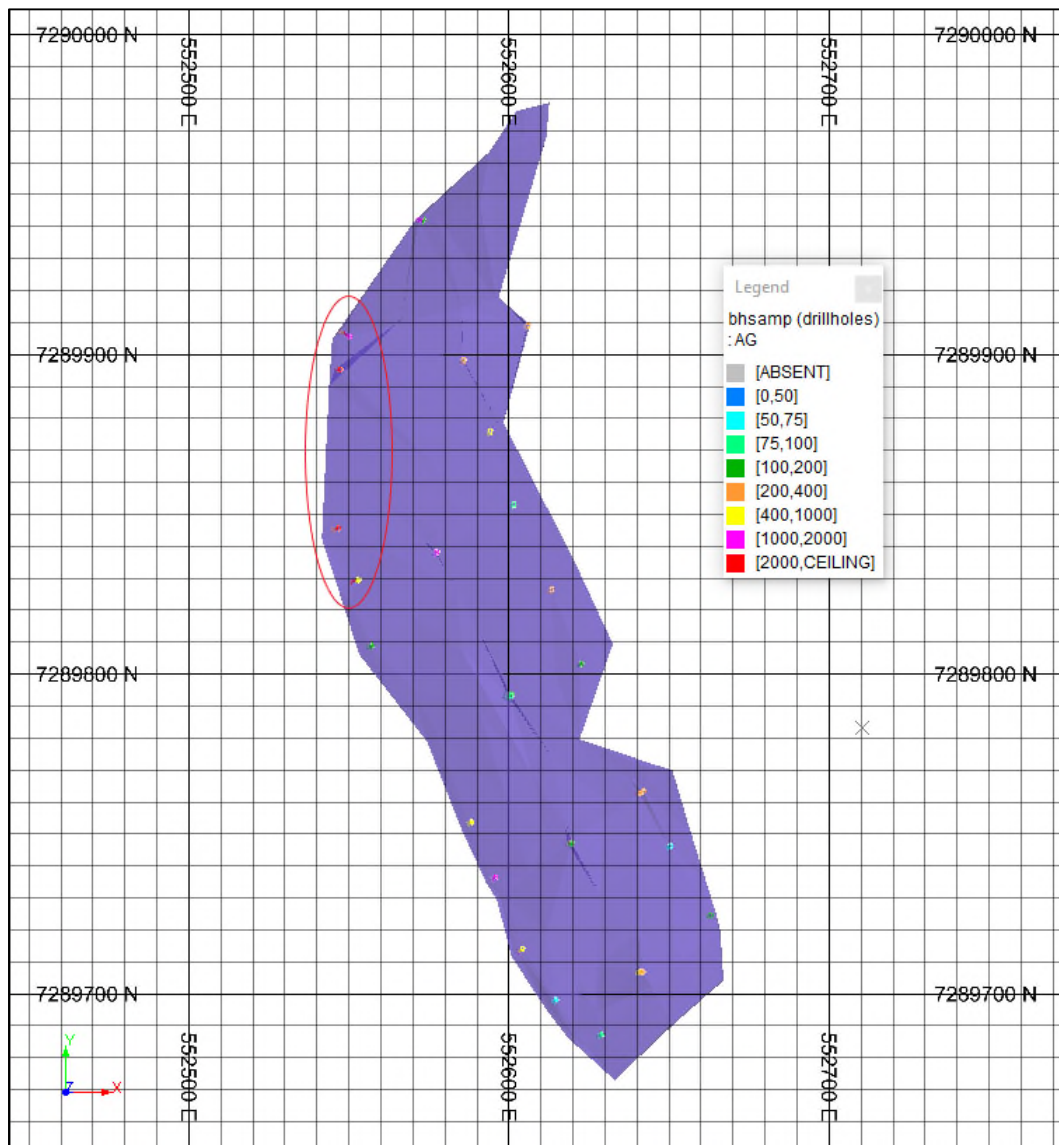 7290000 N
7290000 N
552500 E
552600 E
552700 E
Legend
bhsamp (drillholes)
: AG
[ABSENT]
[0,50]
[50,75]
[75,100]
[100,200]
[200,400]
[400,1000]
[1000,2000]
[2000,CEILING]
7289900 N
7289900 N
7289800 N
7289800 N
7289700 N
7289700 N
Y
Z
X
552500 E
552600 E
552700 E